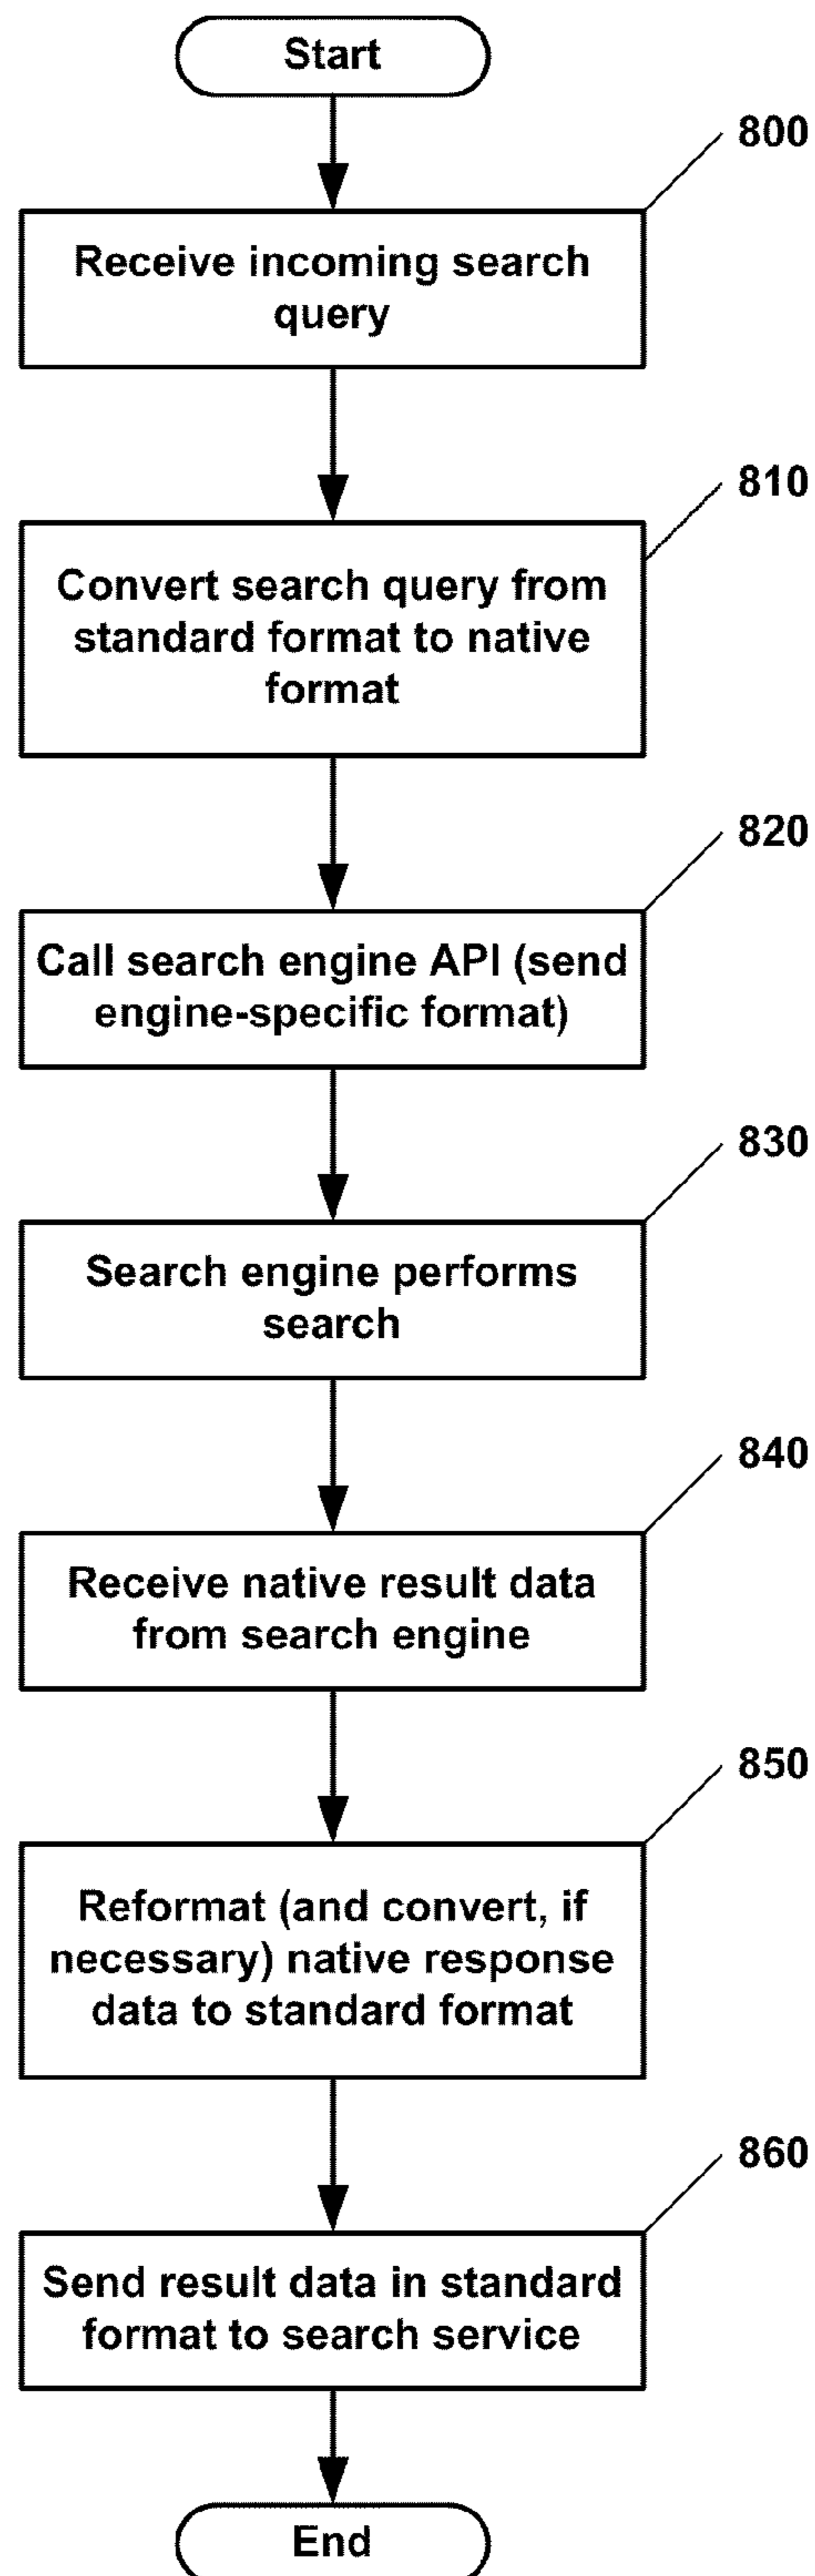 Start
800
Receive incoming search
query
810
Convert search query from
standard format to native
format
820
Call search engine API (send
engine-specific format)
830
Search engine performs
search
840
Receive native result data
from search engine
850
Reformat (and convert, if
necessary) native response
data to standard format
860
Send result data in standard
format to search service
End